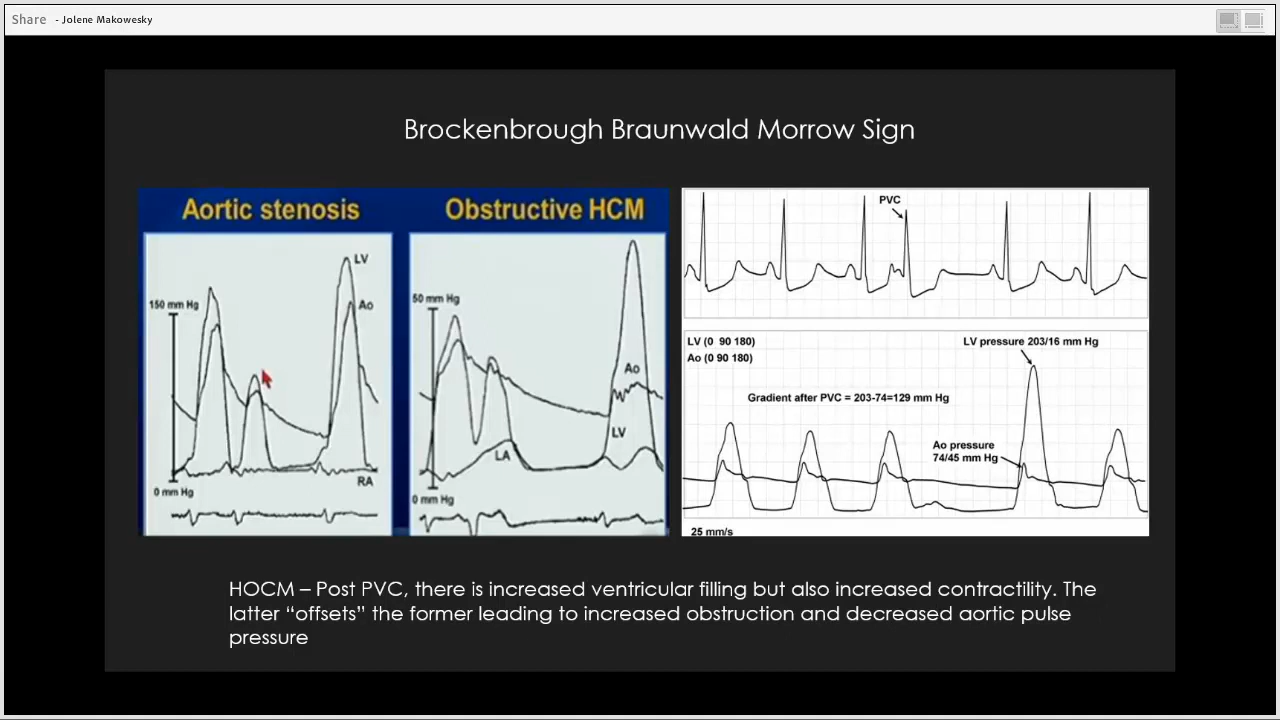 Share - Jolene Makowesky
Brockenbrough Braunwald Morrow Sign
Aortic stenosis
LV
150 mm Hg
Ao
RA
0 mm Hg
Obstructive HCM
50 mm Hg
Ao
LV
LA
0 mm Hg
PVC
LV (0 90 180)
Ao (0 90 180)
LV pressure 203/16 mm Hg
Gradient after PVC = 203-74=129 mm Hg
Ao pressure
74/45 mm Hg
25 mm/s
HOCM – Post PVC, there is increased ventricular filling but also increased contractility. The
latter “offsets” the former leading to increased obstruction and decreased aortic pulse
pressure